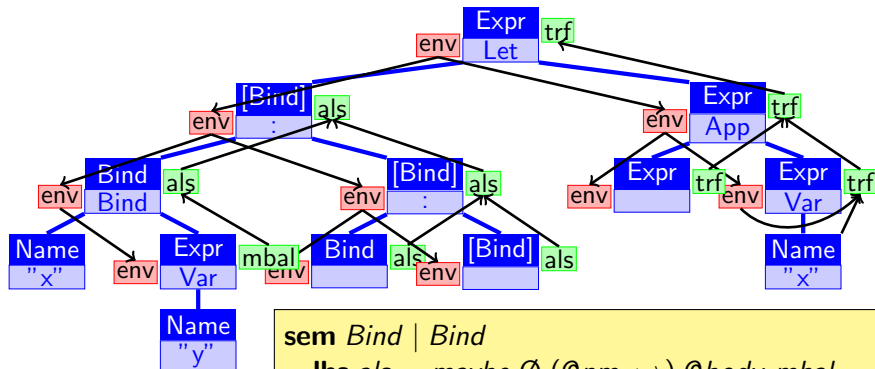 Expr
env Let trf
[Bind] als Expr trf
env : env App
Bind als [Bind] als Expr trf Expr trf
env Bind env : env env Var
Name Expr mbal Bind als [Bind] als Name
"x" env Var env env "x"
Name
"y"
sem Bind | Bind